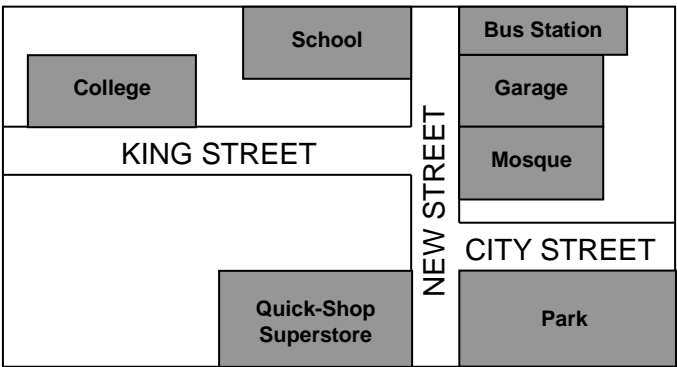 School
Bus Station
College
Garage
KING STREET
NEW STREET
Mosque
CITY STREET
Quick-Shop
Superstore
Park